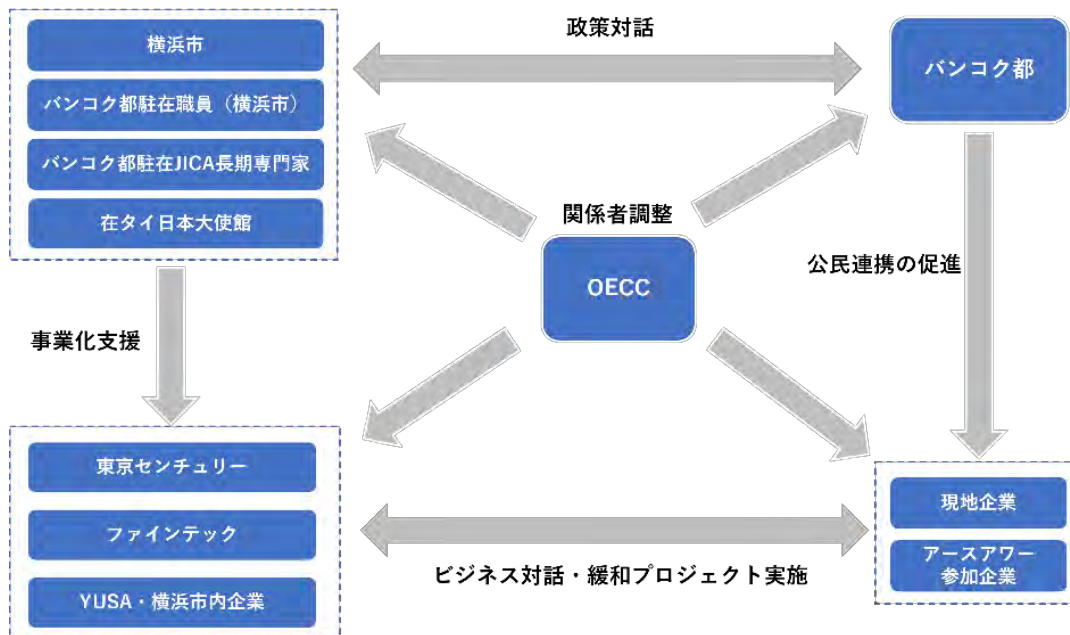 横浜市
バンコク都駐在職員（横浜市）
バンコク都駐在JICA長期専門家
在タイ日本大使館
政策対話
バンコク都
関係者調整
OECC
公民連携の促進
事業化支援
東京センチュリー
ファインテック
YUSA・横浜市内企業
ビジネス対話・緩和プロジェクト実施
現地企業
アースアワー
参加企業